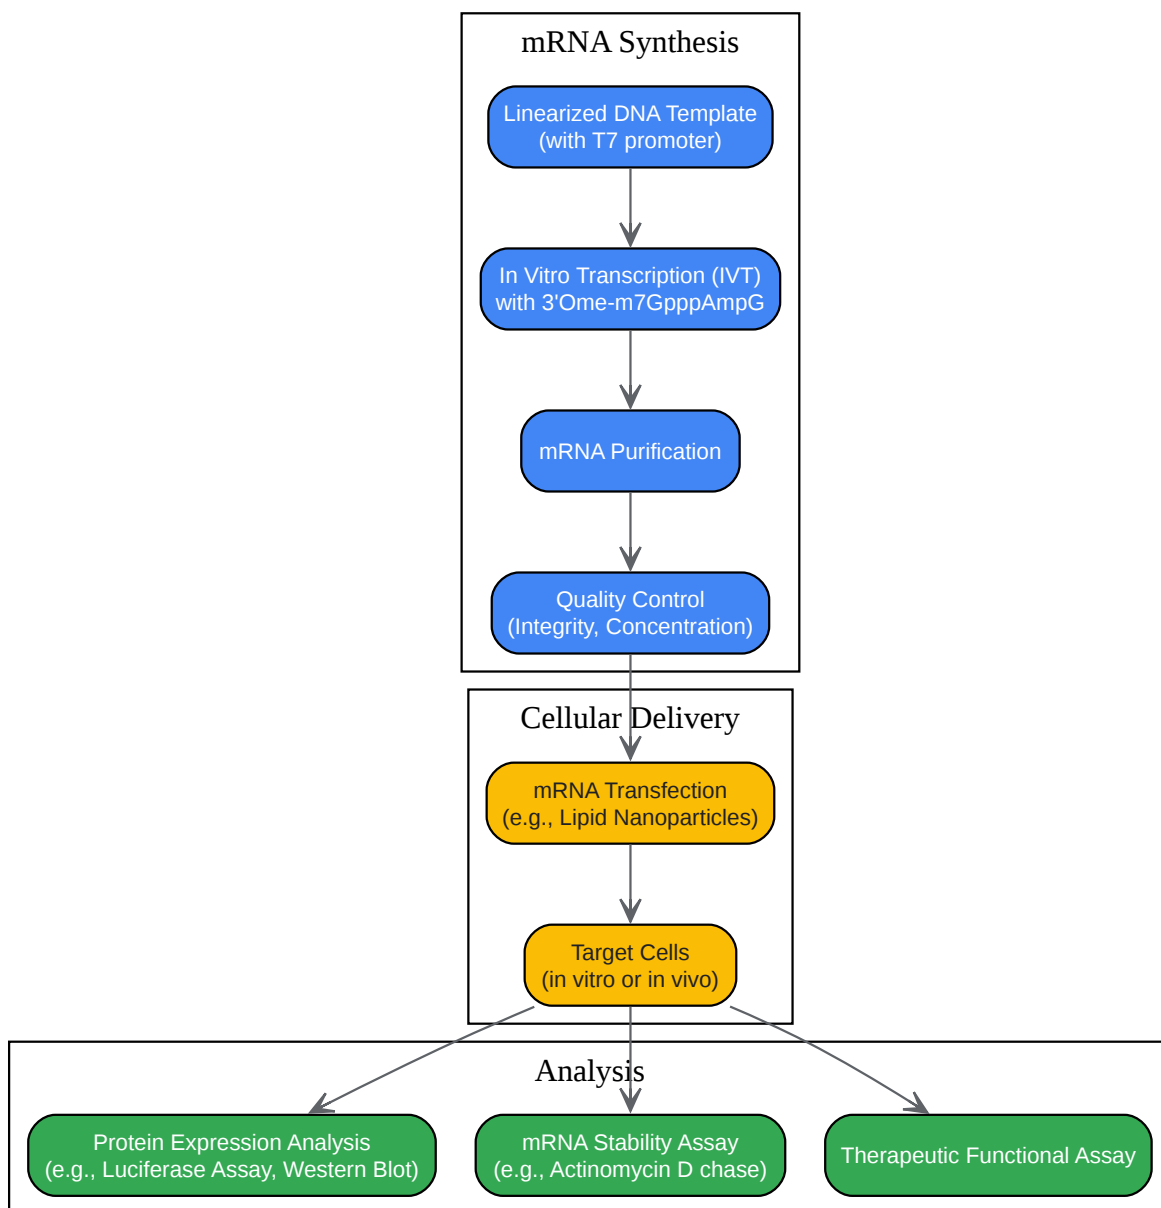 mRNA Synthesis
Linearized DNA Template
(with T7 promoter)
In Vitro Transcription (IVT)
with 3'Ome-m7GpppAmpG
mRNA Purification
Quality Control
(Integrity, Concentration)
Cellular Delivery
mRNA Transfection
(e.g., Lipid Nanoparticles)
Target Cells
(in vitro or in vivo)
Analysis
Protein Expression Analysis
(e.g., Luciferase Assay, Western Blot)
mRNA Stability Assay
(e.g., Actinomycin D chase)
Therapeutic Functional Assay